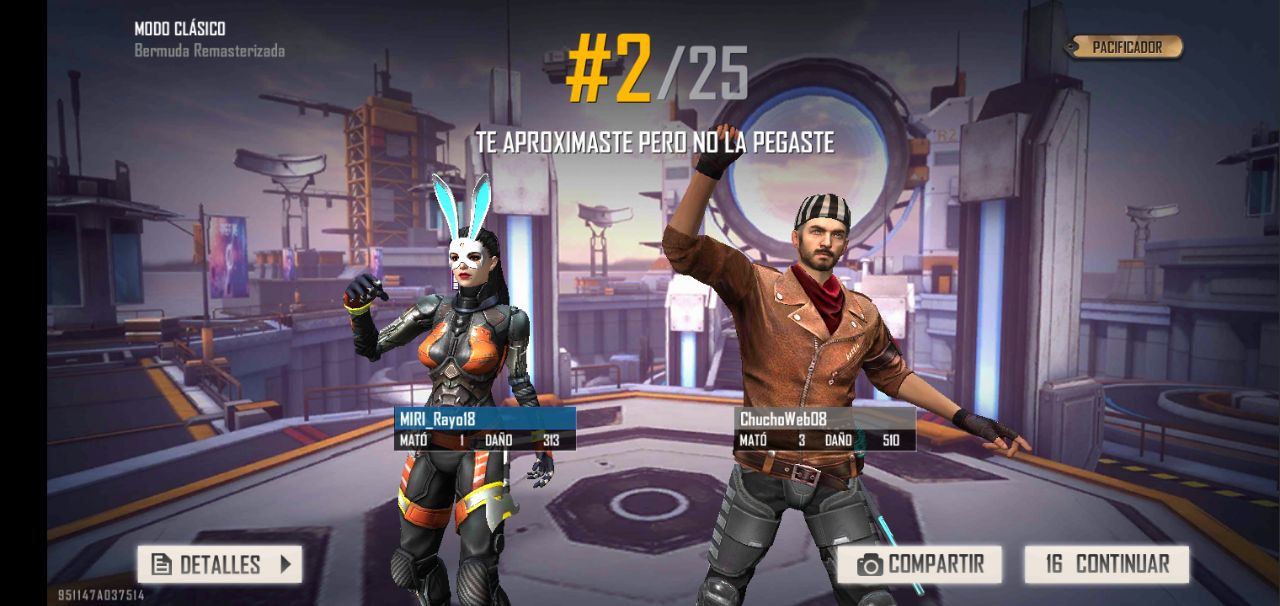 MODO CLÁSICO
Bermuda Remasterizada
#2/25
PACIFICADOR
TE APROXIMASTE PERO NO LA PEGASTE
MIRI_Rayo18
MATÓ 1 DAÑO 313
ChuchoWeb08
MATÓ 3 DAÑO 510
DETALLES
COMPARTIR
16 CONTINUAR
951147A037514